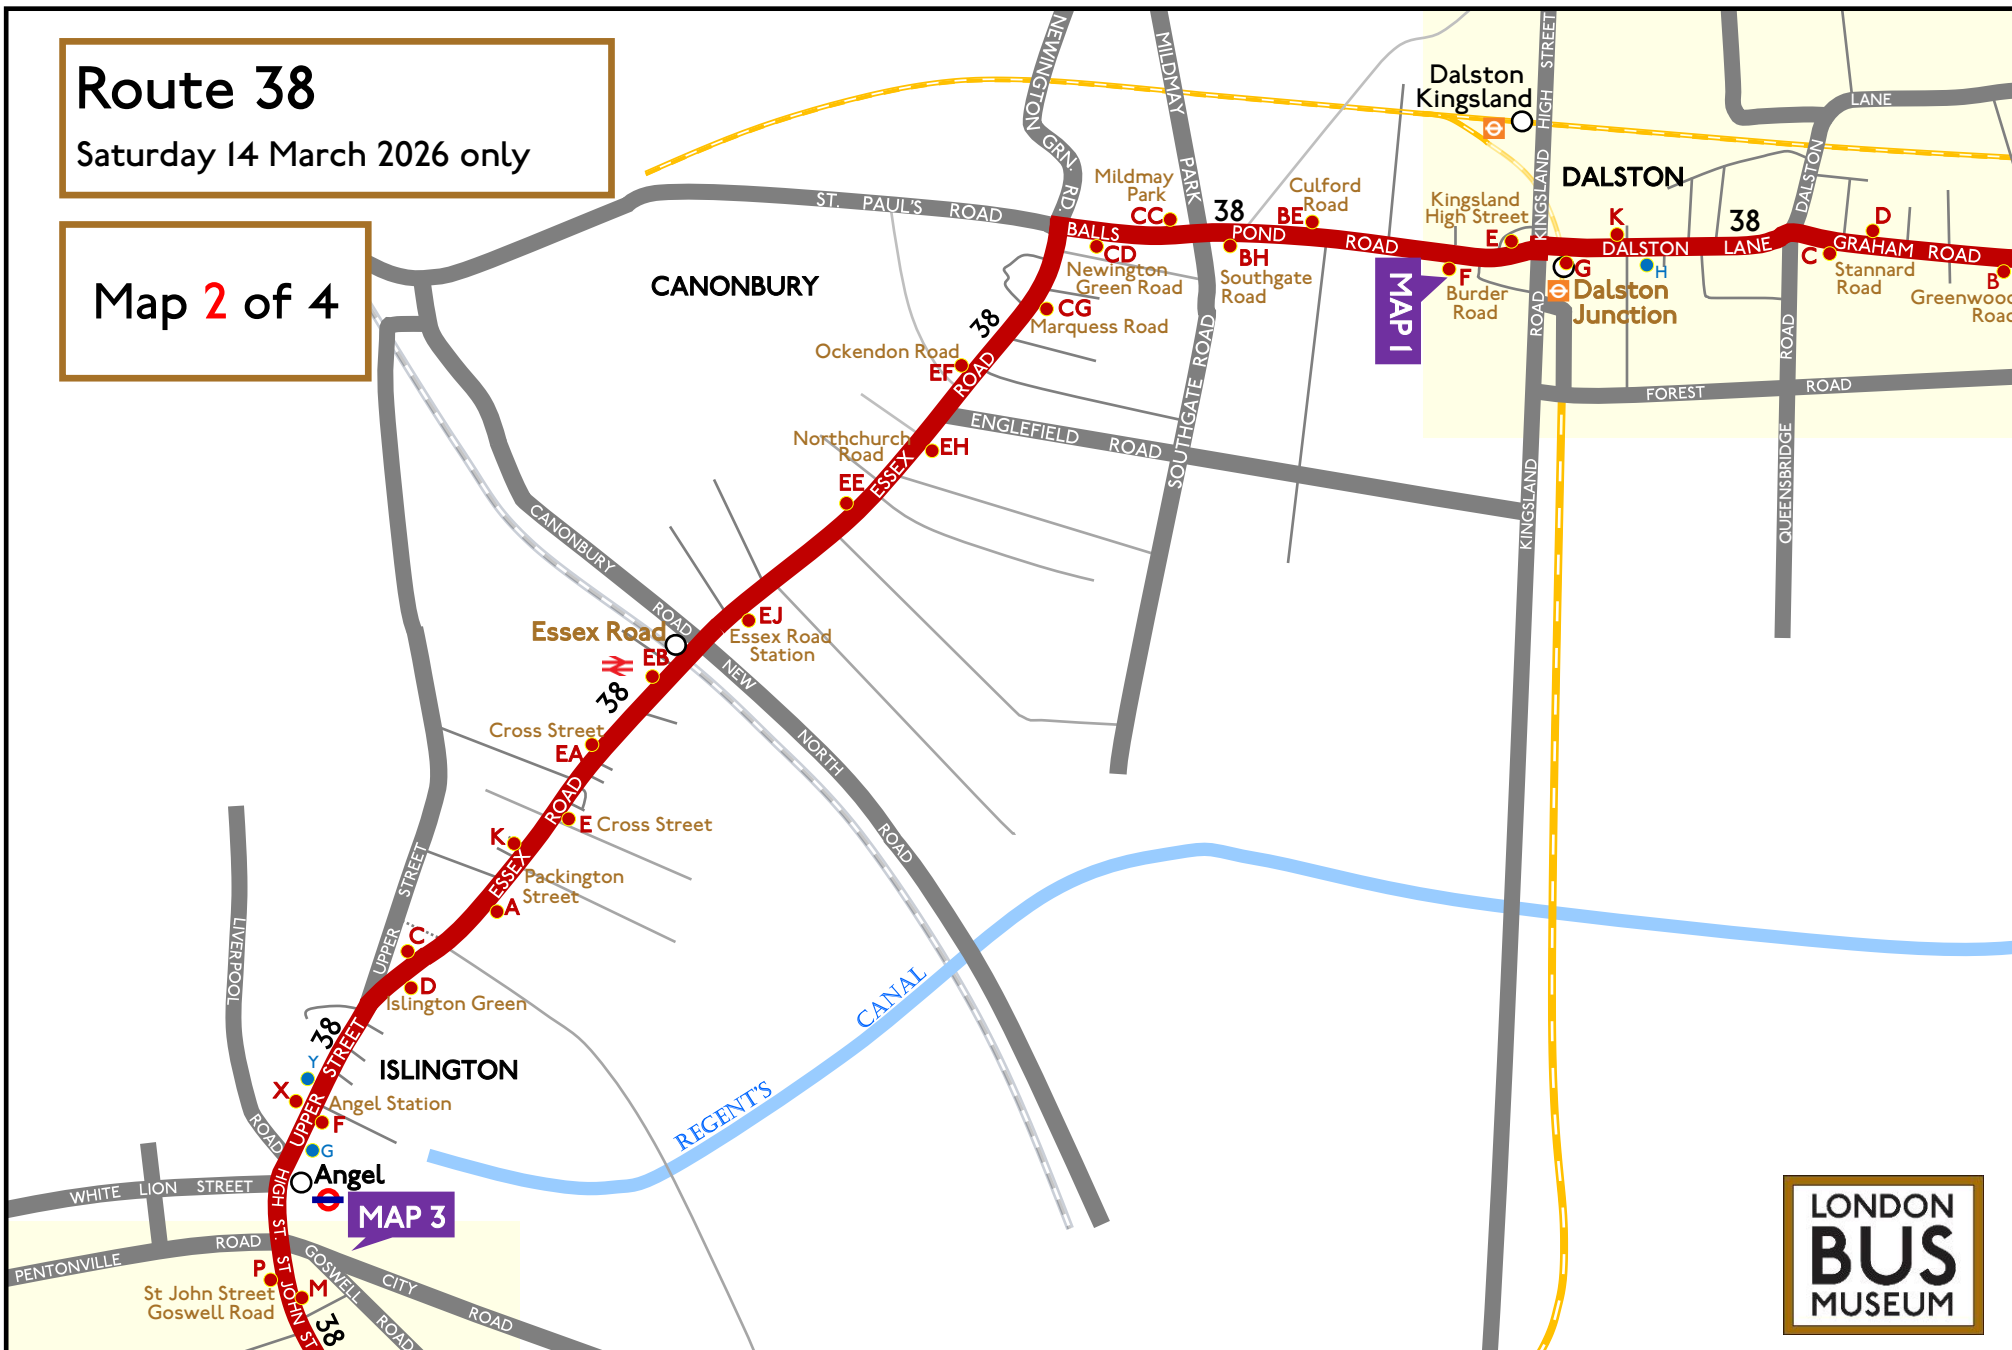 Route 38
Saturday 14 March 2026 only
Map 2 of 4
NEWINGTON GRN. RD.
MILDMAY PARK
KINGSLAND HIGH STREET
Dalston
Kingsland
LANE
DALSTON
DALSTON
ST. PAUL'S ROAD
Mildmay
Park
CC
38
Culford
Road
BE
Kingsland
High Street
E
K
38
D
BALLS POND ROAD
DALSTON LANE
GRAHAM ROAD
CD
Newington
Green Road
BH
Southgate
Road
F
Burder
Road
MAP 1
G
Dalston
Junction
H
C
Stannard
Road
B
Greenwood
Road
CANONBURY
CG
Marquess Road
38
Ockendon Road
EF
ESSEX ROAD
ENGLEFIELD ROAD
SOUTHGATE ROAD
KINGSLAND ROAD
FOREST ROAD
QUEENSBRIDGE ROAD
Northchurch
Road
EH
EE
CANONBURY ROAD
Essex Road
EB
EJ
Essex Road
Station
38
NEW NORTH ROAD
Cross Street
EA
ESSEX ROAD
E
Cross Street
K
Packington
Street
A
UPPER STREET
LIVERPOOL ROAD
C
D
Islington Green
38
UPPER STREET
ISLINGTON
Y
X
Angel Station
F
G
Angel
MAP 3
REGENT'S CANAL
WHITE LION STREET
HIGH ST.
PENTONVILLE ROAD
GOSWELL ROAD
CITY ROAD
P
St John Street
Goswell Road
M
ST JOHN ST
38
LONDON
BUS
MUSEUM